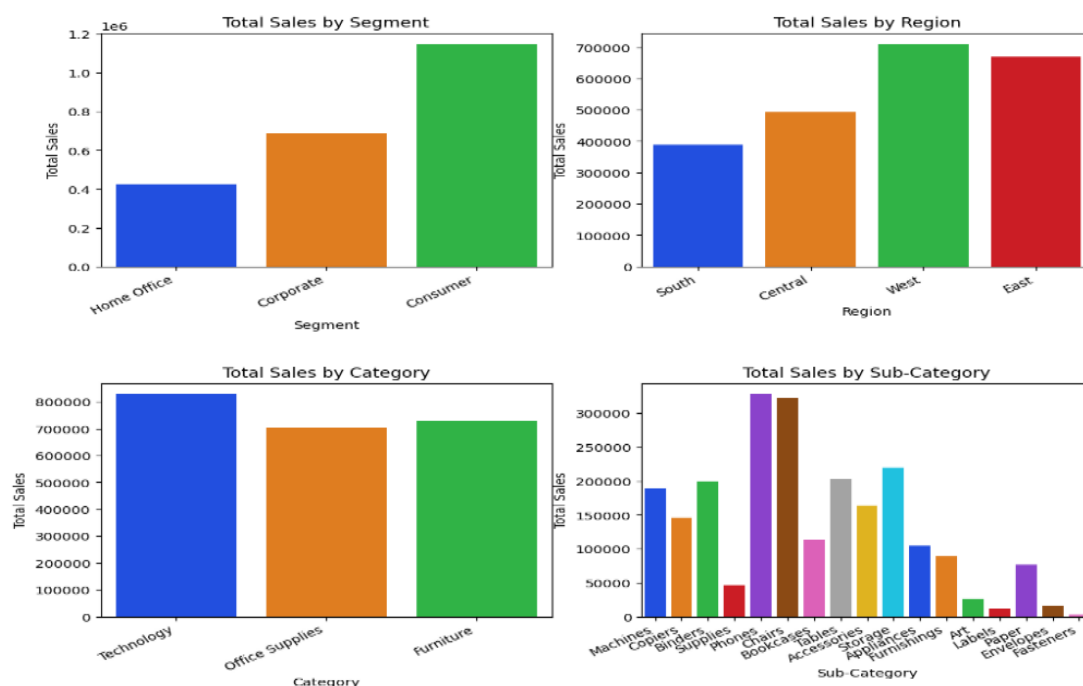 Total Sales by Segment
1e6
1.2
1.0
0.8
0.6
0.4
0.2
0.0
Total Sales
Home Office
Corporate
Consumer
Segment
Total Sales by Region
700000
600000
500000
400000
300000
200000
100000
0
Total Sales
South
Central
West
East
Region
Total Sales by Category
800000
700000
600000
500000
400000
300000
200000
100000
0
Total Sales
Technology
Office Supplies
Furniture
Category
Total Sales by Sub-Category
300000
250000
200000
150000
100000
50000
0
Total Sales
Machines
Copiers
Binders
Supplies
Phones
Chairs
Bookcases
Tables
Accessories
Storage
Appliances
Furnishings
Art
Labels
Paper
Envelopes
Fasteners
Sub-Category